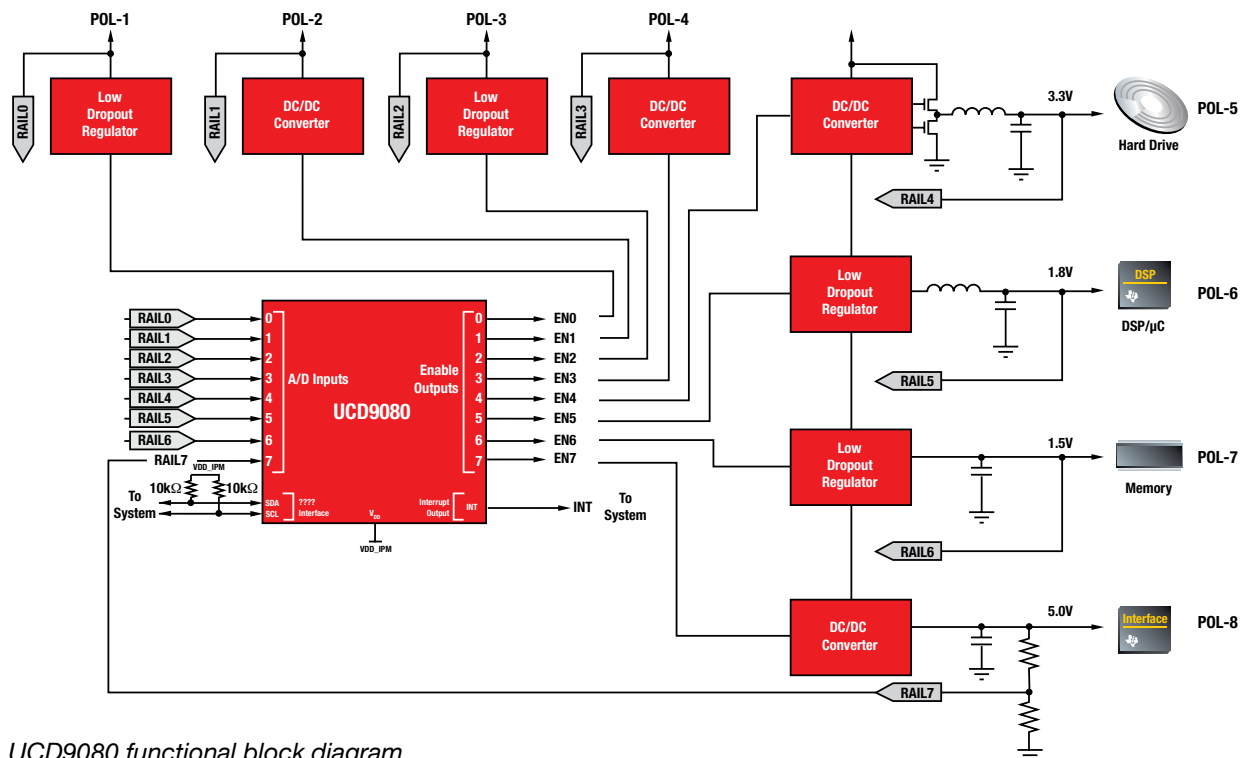 POL-1
POL-2
POL-3
POL-4
RAIL0
Low
Dropout
Regulator
RAIL1
DC/DC
Converter
RAIL2
Low
Dropout
Regulator
RAIL3
DC/DC
Converter
DC/DC
Converter
3.3V
POL-5
Hard Drive
RAIL4
Low
Dropout
Regulator
1.8V
DSP
POL-6
DSP/µC
RAIL5
RAIL0
RAIL1
RAIL2
RAIL3
RAIL4
RAIL5
RAIL6
RAIL7
0
1
2
3
4
5
6
7
A/D Inputs
UCD9080
Enable
Outputs
0
1
2
3
4
5
6
7
EN0
EN1
EN2
EN3
EN4
EN5
EN6
EN7
VDD_IPM
10kΩ
10kΩ
To
System
SDA
SCL
????
Interface
VDD
VDD_IPM
Interrupt
Output
INT
INT
To
System
Low
Dropout
Regulator
1.5V
POL-7
Memory
RAIL6
DC/DC
Converter
5.0V
Interface
POL-8
RAIL7
UCD9080 functional block diagram